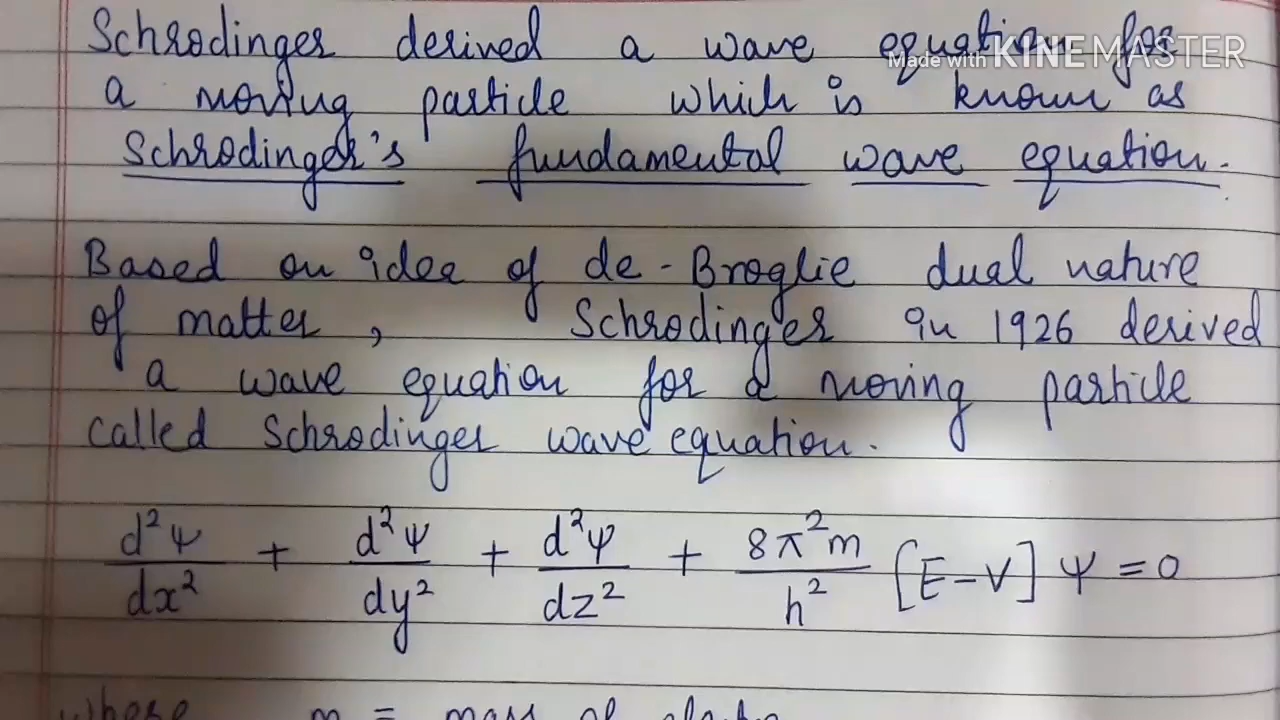 Schrodinger derived a wave equation for
Made with KINEMASTER
a moving particle which is known as
Schrodinger's fundamental wave equation.
Based on idea of de-Broglie dual nature
of matter, Schrodinger in 1926 derived
a wave equation for a moving particle
called Schrodinger wave equation.
d²Ψ/dx² + d²Ψ/dy² + d²Ψ/dz² + 8π²m/h² [E-V] Ψ = 0
m = mass of